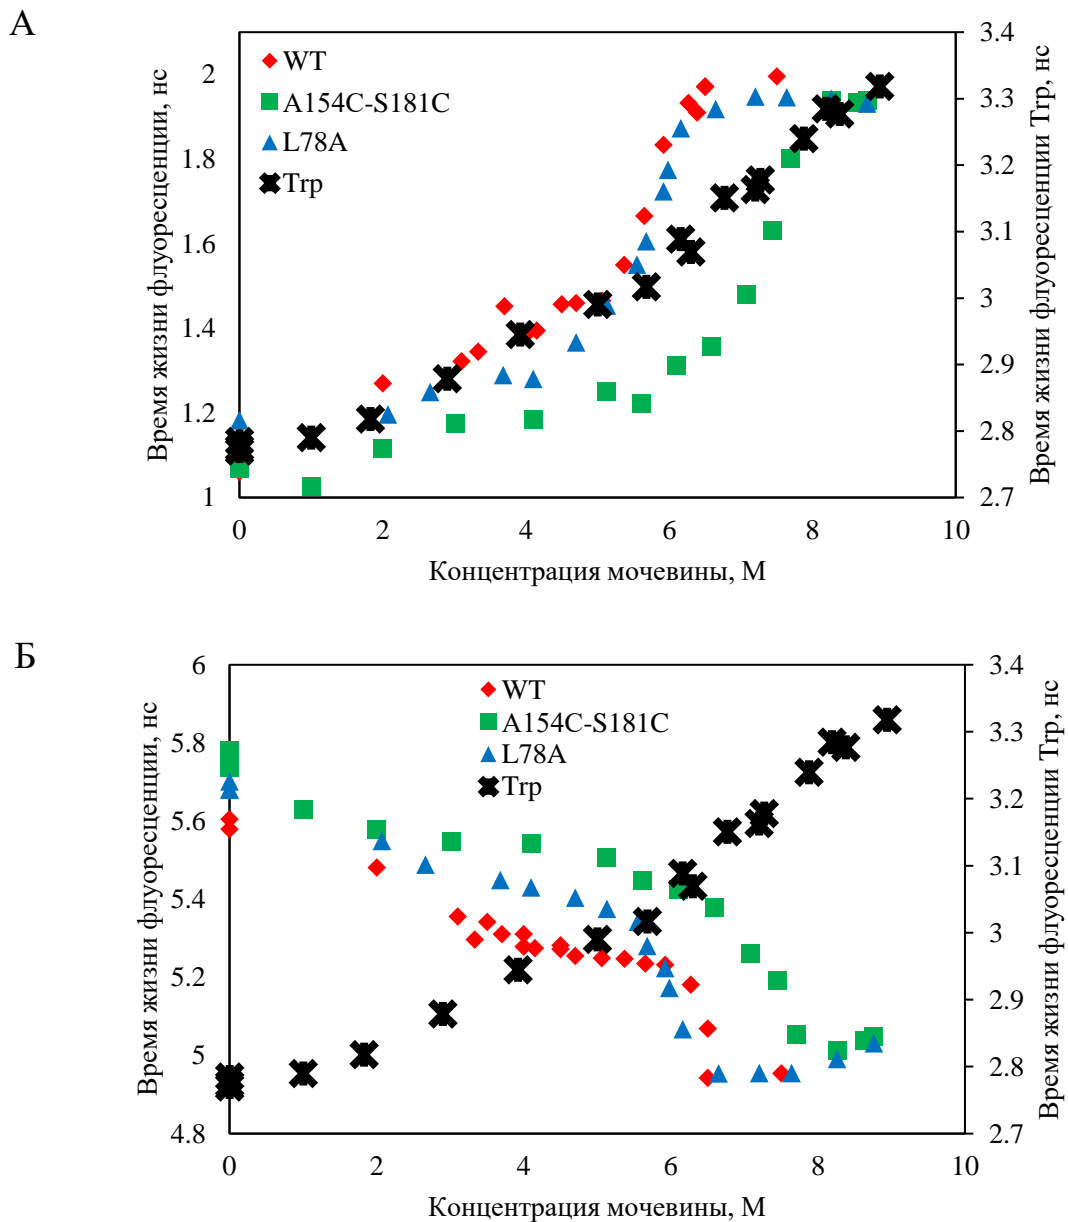 А
Время жизни флуоресценции, нс
2
1.8
1.6
1.4
1.2
1
WT
A154C-S181C
L78A
Trp
3.4
3.3
3.2
3.1
3
2.9
2.8
2.7
Время жизни флуоресценции Trp, нс
0 2 4 6 8 10
Концентрация мочевины, М
Б
Время жизни флуоресценции, нс
6
5.8
5.6
5.4
5.2
5
4.8
WT
A154C-S181C
L78A
Trp
3.4
3.3
3.2
3.1
3
2.9
2.8
2.7
Время жизни флуоресценции Trp, нс
0 2 4 6 8 10
Концентрация мочевины, М